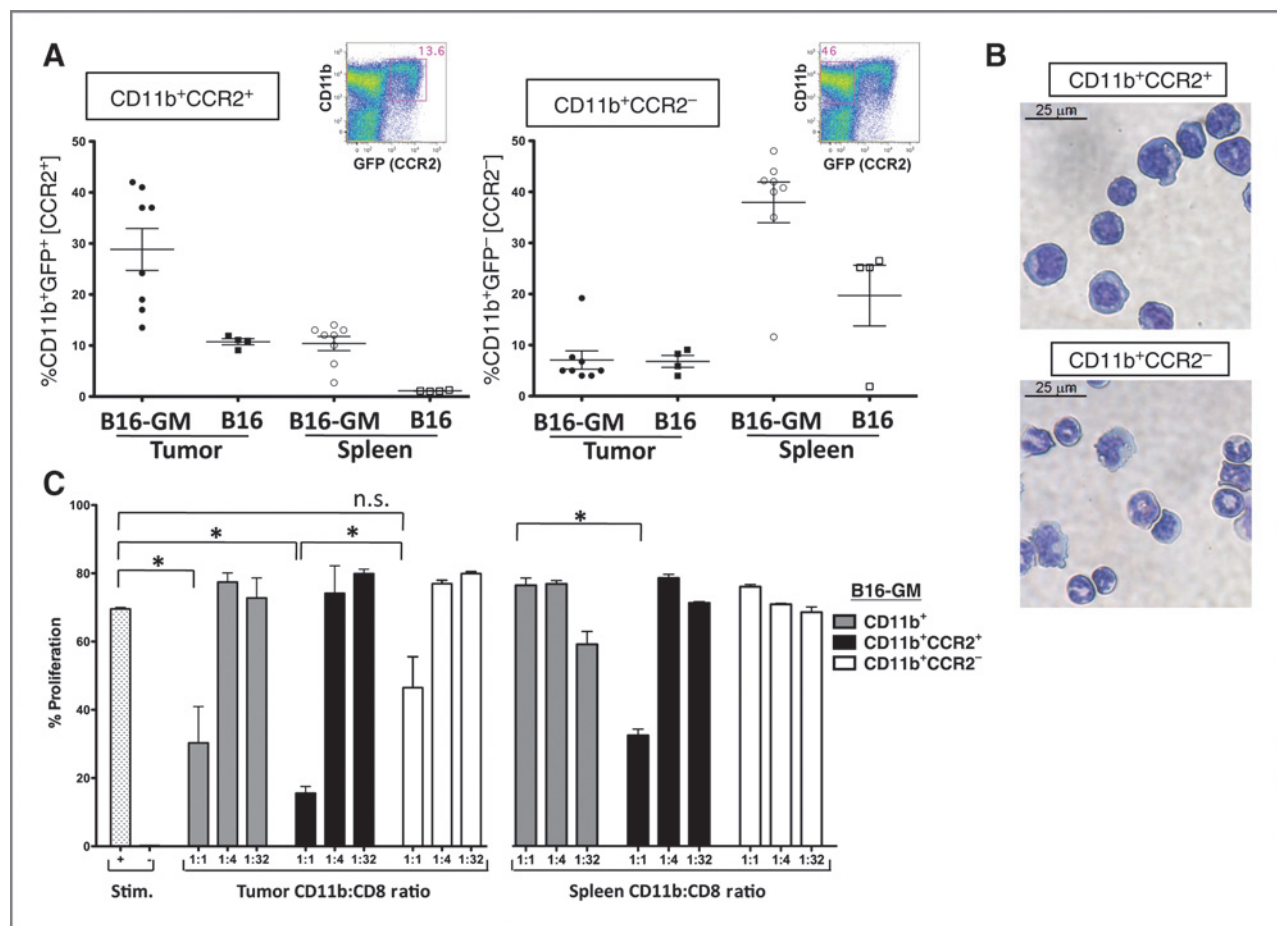 A
CD11b⁺CCR2⁺
13.6
CD11b
GFP (CCR2)
%CD11b⁺GFP⁺ [CCR2⁺]
50
40
30
20
10
0
B16-GM B16 B16-GM B16
Tumor Spleen
CD11b⁺CCR2⁻
46
CD11b
GFP (CCR2)
%CD11b⁺GFP⁻ [CCR2⁻]
50
40
30
20
10
0
B16-GM B16 B16-GM B16
Tumor Spleen
B
CD11b⁺CCR2⁺
25 µm
CD11b⁺CCR2⁻
25 µm
C
% Proliferation
100
80
60
40
20
0
n.s.
* * *
*
+ - 1:1 1:4 1:32 1:1 1:4 1:32 1:1 1:4 1:32 1:1 1:4 1:32 1:1 1:4 1:32 1:1 1:4 1:32
Stim. Tumor CD11b:CD8 ratio Spleen CD11b:CD8 ratio
B16-GM
CD11b⁺
CD11b⁺CCR2⁺
CD11b⁺CCR2⁻